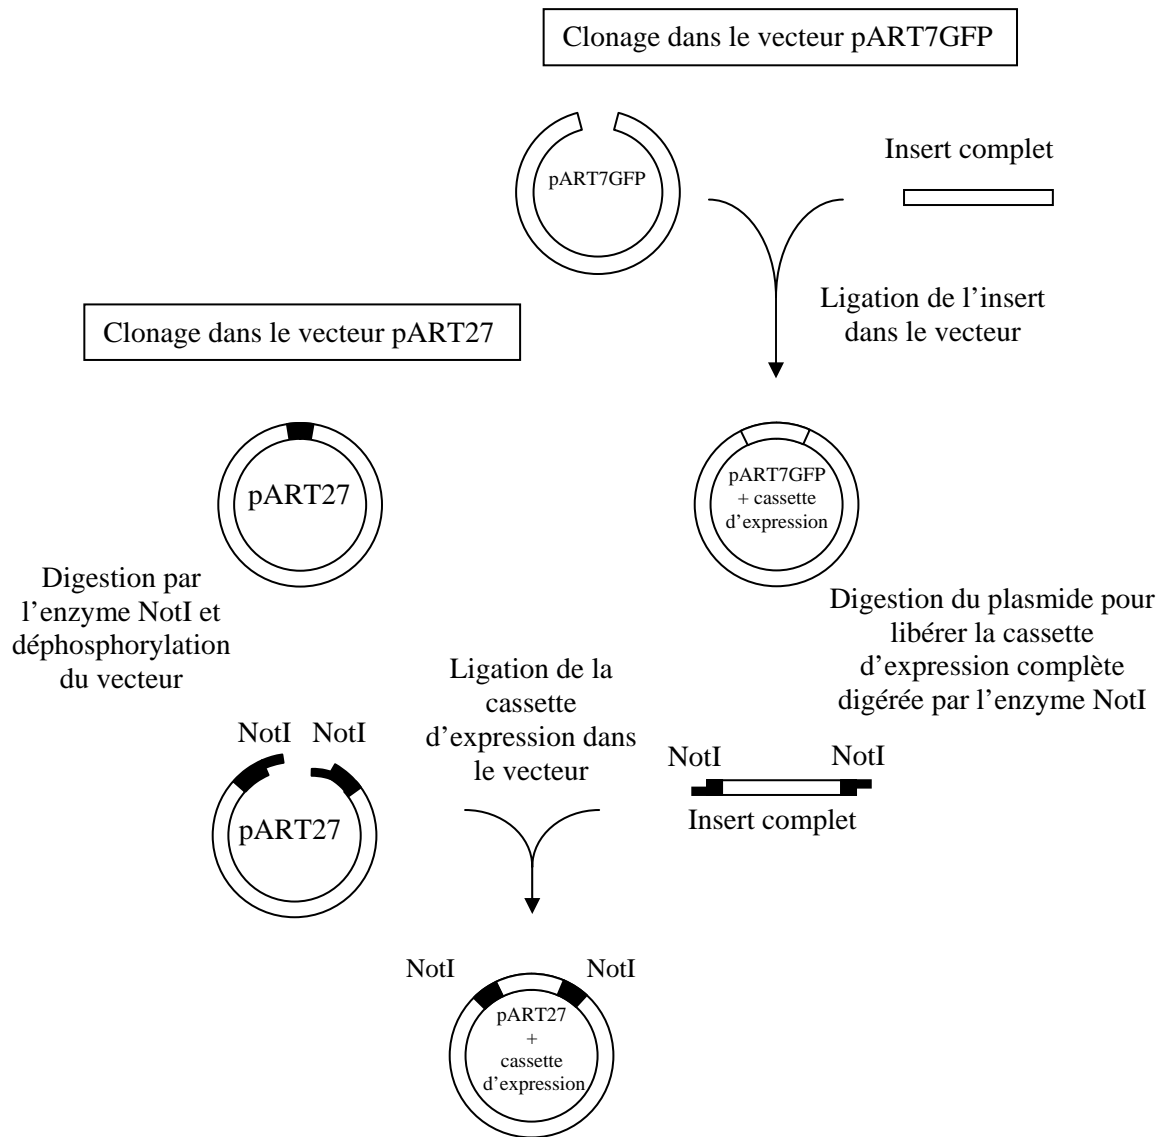 Clonage dans le vecteur pART7GFP
pART7GFP
Insert complet
Ligation de l’insert
dans le vecteur
Clonage dans le vecteur pART27
pART27
pART7GFP
+ cassette
d’expression
Digestion par
l’enzyme NotI et
déphosphorylation
du vecteur
Digestion du plasmide pour
libérer la cassette
d’expression complète
digérée par l’enzyme NotI
Ligation de la
cassette
d’expression dans
le vecteur
NotI NotI
pART27
NotI NotI
Insert complet
NotI NotI
pART27
+
cassette
d’expression